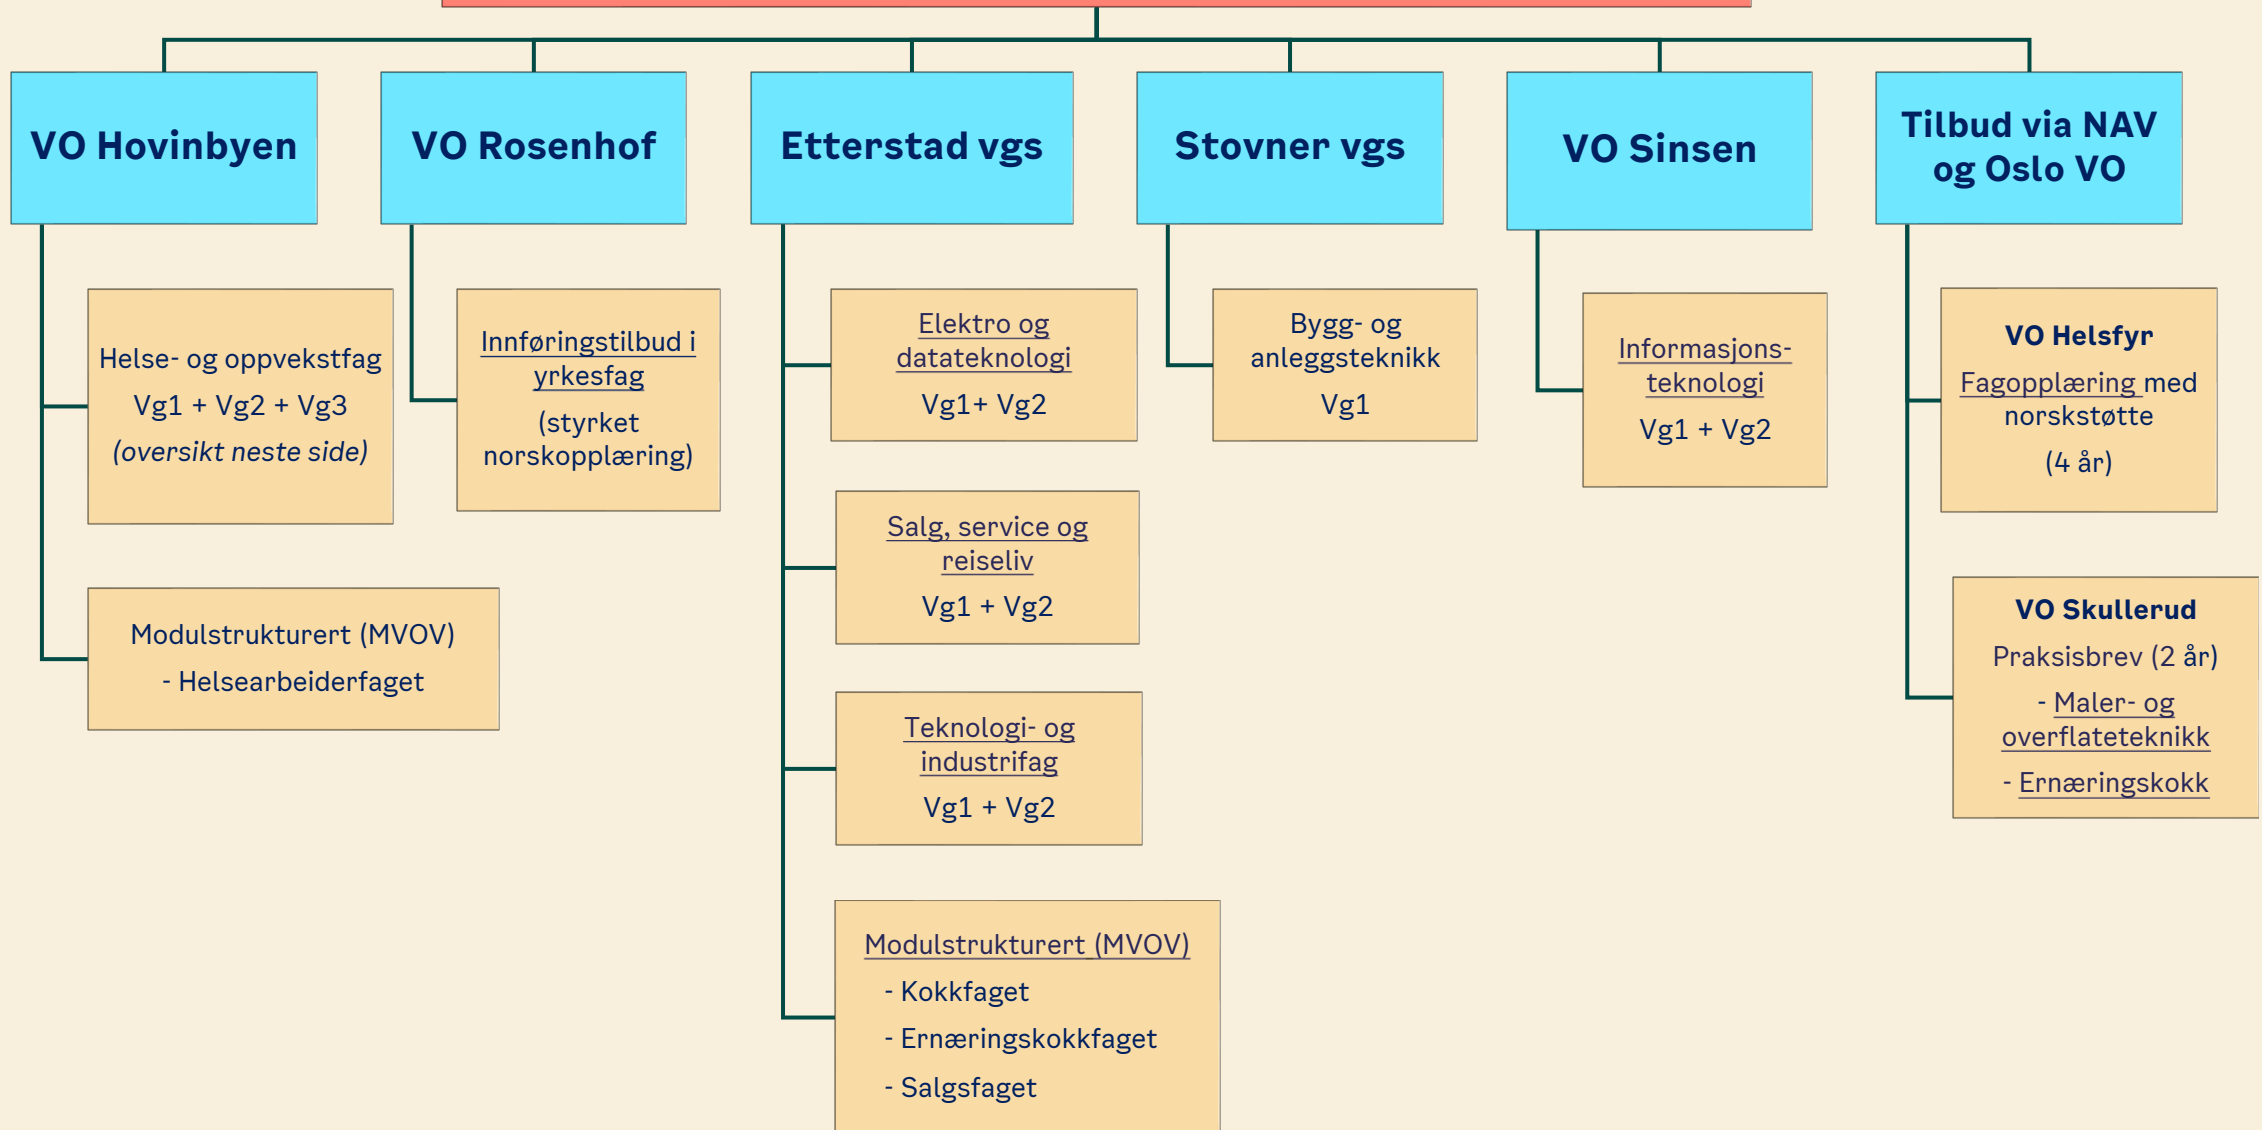 VO Hovinbyen
VO Rosenhof
Etterstad vgs
Stovner vgs
VO Sinsen
Tilbud via NAV
og Oslo VO
Helse- og oppvekstfag
Vg1 + Vg2 + Vg3
(oversikt neste side)
Modulstrukturert (MVOV)
- Helsearbeiderfaget
Innføringstilbud i
yrkesfag
(styrket
norskopplæring)
Elektro og
datateknologi
Vg1+ Vg2
Salg, service og
reiseliv
Vg1 + Vg2
Teknologi- og
industrifag
Vg1 + Vg2
Modulstrukturert (MVOV)
- Kokkfaget
- Ernæringskokkfaget
- Salgsfaget
Bygg- og
anleggsteknikk
Vg1
Informasjons-
teknologi
Vg1 + Vg2
VO Helsfyr
Fagopplæring med
norskstøtte
(4 år)
VO Skullerud
Praksisbrev (2 år)
- Maler- og
overflateteknikk
- Ernæringskokk